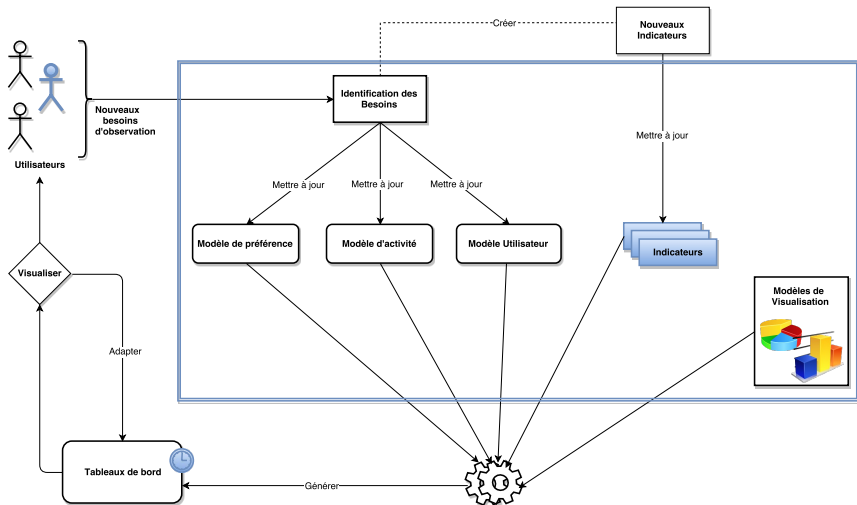 Créer
Nouveaux
Indicateurs
Identification des
Besoins
Nouveaux
besoins
d'observation
Utilisateurs
Mettre à jour
Mettre à jour
Mettre à jour
Mettre à jour
Modèle de préférence
Modèle d'activité
Modèle Utilisateur
Indicateurs
Visualiser
Modèles de
Visualisation
Adapter
Tableaux de bord
Générer